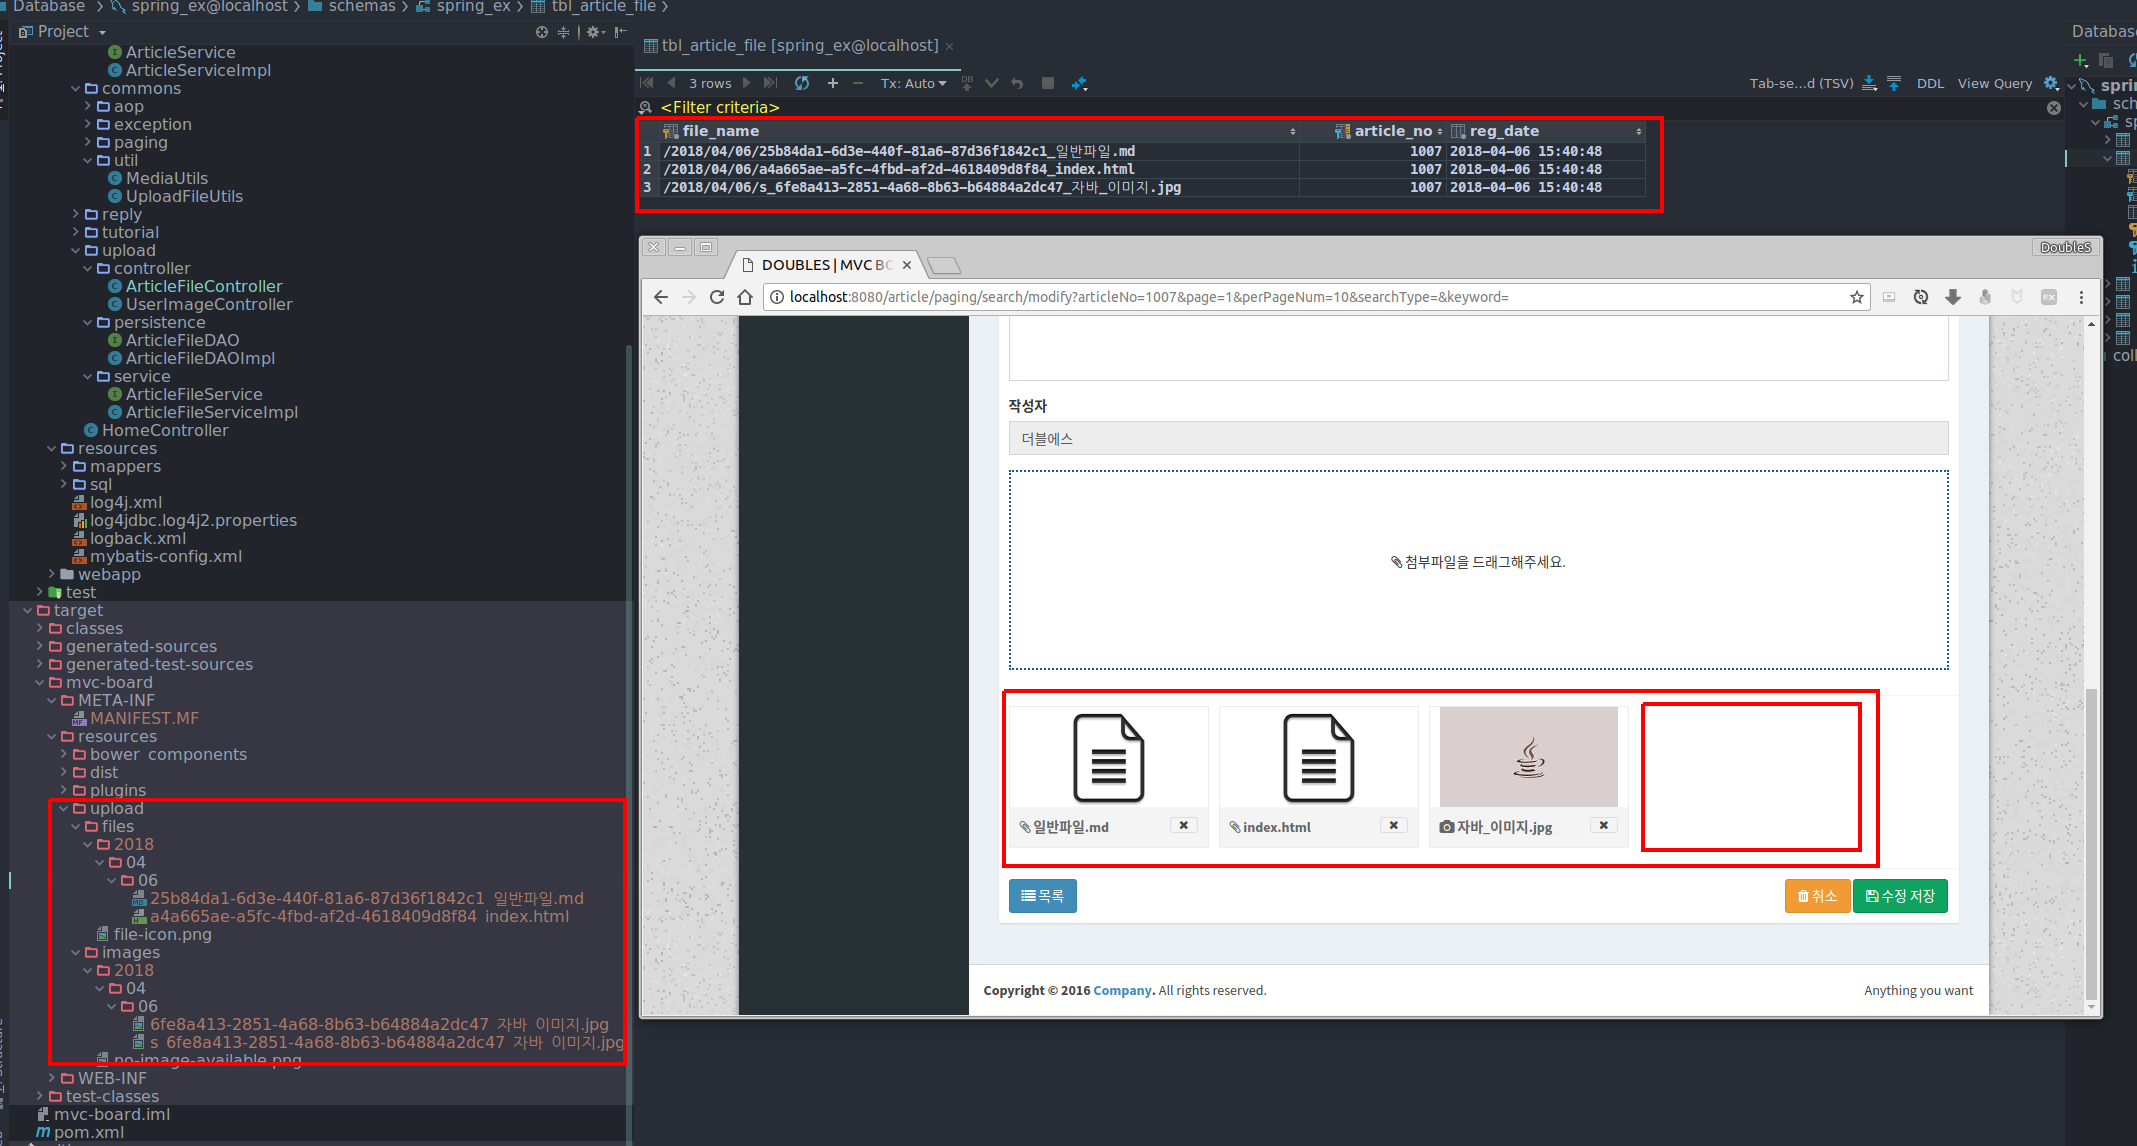 Database spring_ex@localhost schemas spring_ex tbl_article_file
Project
ArticleService
ArticleServiceImpl
commons
aop
exception
paging
util
MediaUtils
UploadFileUtils
reply
tutorial
upload
controller
ArticleFileController
UserImageController
persistence
ArticleFileDAO
ArticleFileDAOImpl
service
ArticleFileService
ArticleFileServiceImpl
HomeController
resources
mappers
sql
log4j.xml
log4jdbc.log4j2.properties
logback.xml
mybatis-config.xml
webapp
test
target
classes
generated-sources
generated-test-sources
mvc-board
META-INF
MANIFEST.MF
resources
bower_components
dist
plugins
upload
files
2018
04
06
25b84da1-6d3e-440f-81a6-87d36f1842c1_일반파일.md
a4a665ae-a5fc-4fbd-af2d-4618409d8f84_index.html
file-icon.png
images
2018
04
06
6fe8a413-2851-4a68-8b63-b64884a2dc47_자바_이미지.jpg
s_6fe8a413-2851-4a68-8b63-b64884a2dc47_자바_이미지.jpg
no-image-available.png
WEB-INF
test-classes
mvc-board.iml
pom.xml
tbl_article_file [spring_ex@localhost]
3 rows Tx: Auto DB Tab-se...d (TSV) DDL View Query
<Filter criteria>
file_name article_no reg_date
1 /2018/04/06/25b84da1-6d3e-440f-81a6-87d36f1842c1_일반파일.md 1007 2018-04-06 15:40:48
2 /2018/04/06/a4a665ae-a5fc-4fbd-af2d-4618409d8f84_index.html 1007 2018-04-06 15:40:48
3 /2018/04/06/s_6fe8a413-2851-4a68-8b63-b64884a2dc47_자바_이미지.jpg 1007 2018-04-06 15:40:48
DoubleS
DOUBLES | MVC BO
localhost:8080/article/paging/search/modify?articleNo=1007&page=1&perPageNum=10&searchType=&keyword=
작성자
더블에스
첨부파일을 드래그해주세요.
일반파일.md
index.html
자바_이미지.jpg
목록
취소
수정 저장
Copyright © 2016 Company. All rights reserved.
Anything you want
Database